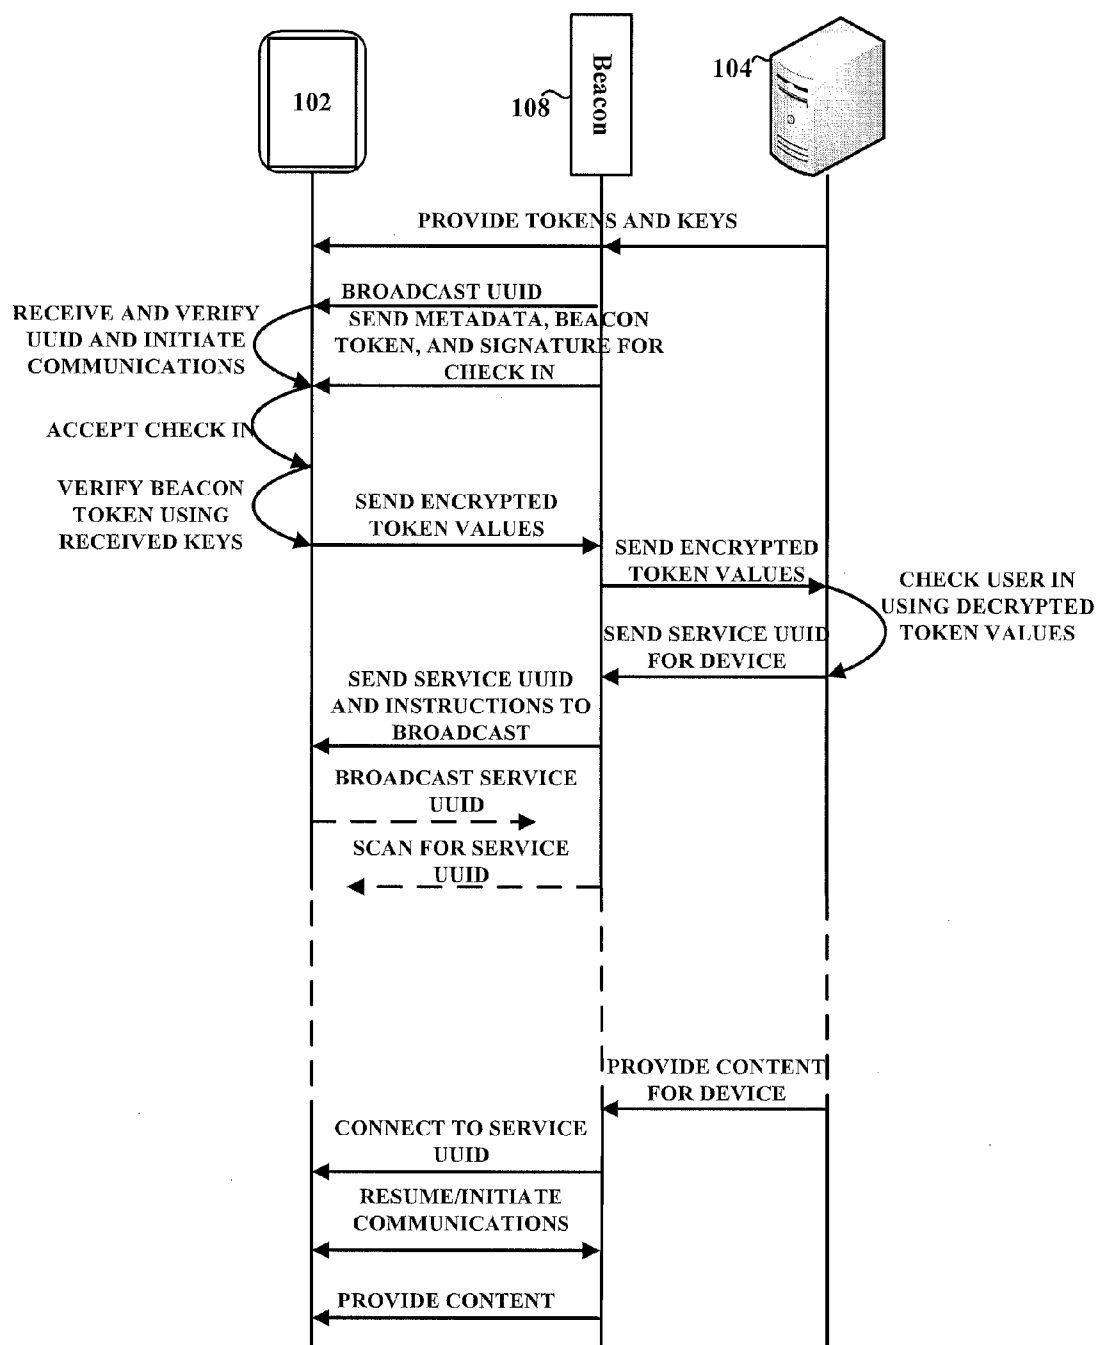 102
108
Beacon
104
PROVIDE TOKENS AND KEYS
BROADCAST UUID
RECEIVE AND VERIFY
UUID AND INITIATE
COMMUNICATIONS
SEND METADATA, BEACON
TOKEN, AND SIGNATURE FOR
CHECK IN
ACCEPT CHECK IN
VERIFY BEACON
TOKEN USING
RECEIVED KEYS
SEND ENCRYPTED
TOKEN VALUES
SEND ENCRYPTED
TOKEN VALUES
CHECK USER IN
USING DECRYPTED
TOKEN VALUES
SEND SERVICE UUID
FOR DEVICE
SEND SERVICE UUID
AND INSTRUCTIONS TO
BROADCAST
BROADCAST SERVICE
UUID
SCAN FOR SERVICE
UUID
PROVIDE CONTENT
FOR DEVICE
CONNECT TO SERVICE
UUID
RESUME/INITIATE
COMMUNICATIONS
PROVIDE CONTENT